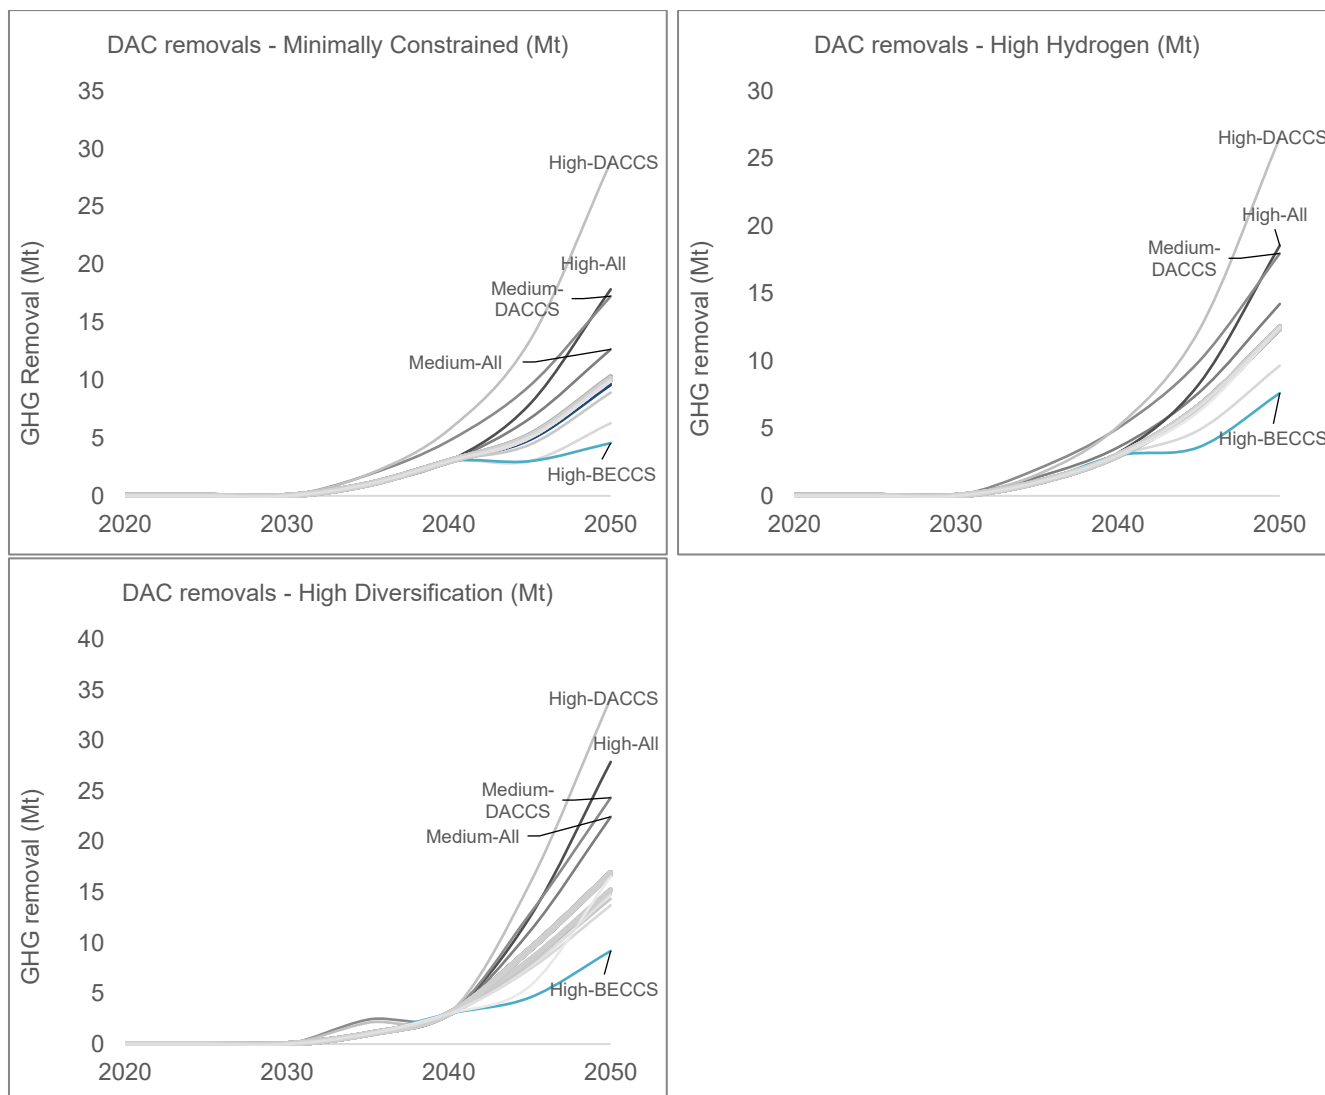 DAC removals - Minimally Constrained (Mt)
35
30
25
20
15
10
5
0
GHG Removal (Mt)
High-DACCS
High-All
Medium-
DACCS
Medium-All
High-BECCS
2020
2030
2040
2050
DAC removals - High Hydrogen (Mt)
30
25
20
15
10
5
0
GHG removal (Mt)
High-DACCS
High-All
Medium-
DACCS
High-BECCS
2020
2030
2040
2050
DAC removals - High Diversification (Mt)
40
35
30
25
20
15
10
5
0
GHG removal (Mt)
High-DACCS
High-All
Medium-
DACCS
Medium-All
High-BECCS
2020
2030
2040
2050